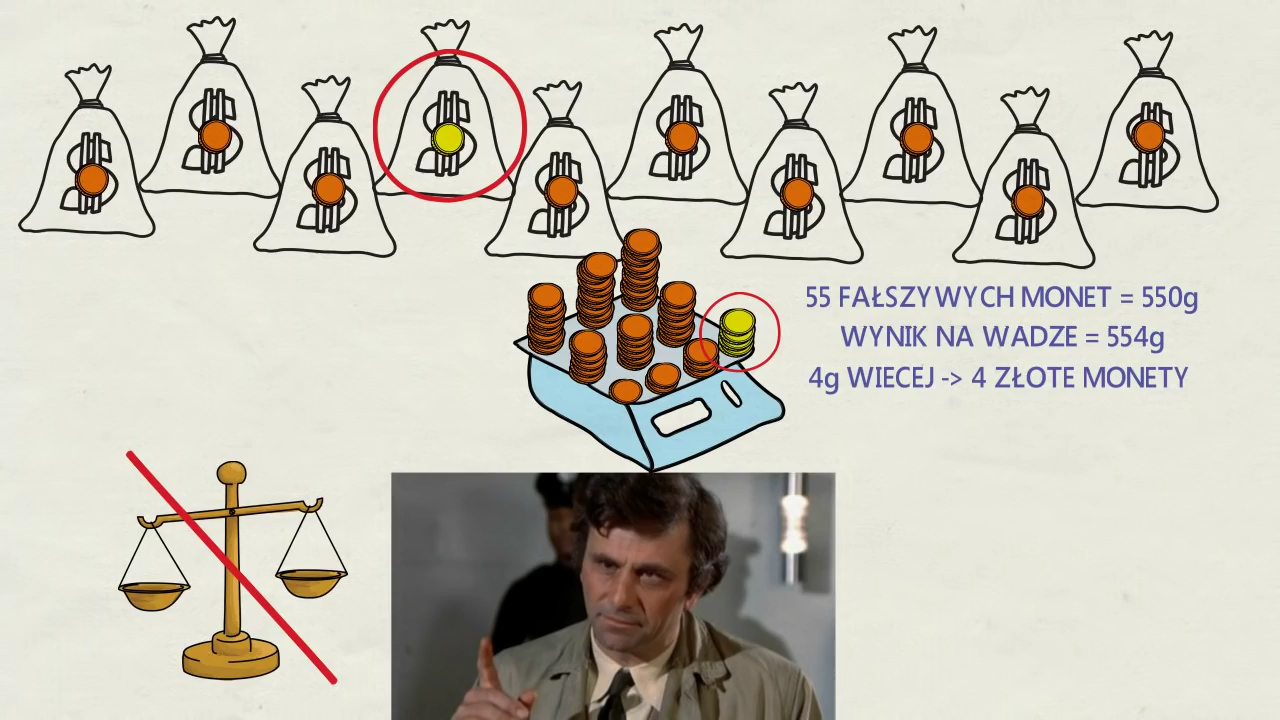 55 FAŁSZYWYCH MONET = 550g
WYNIK NA WADZE = 554g
4g WIECEJ -> 4 ZŁOTE MONETY